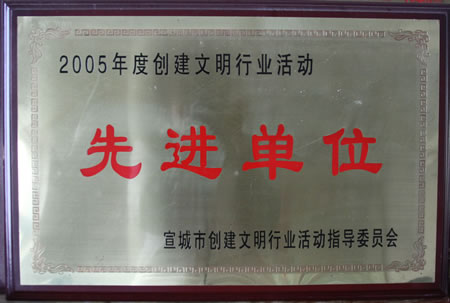 2005年度创建文明行业活动
先进单位
宣城市创建文明行业活动指导委员会